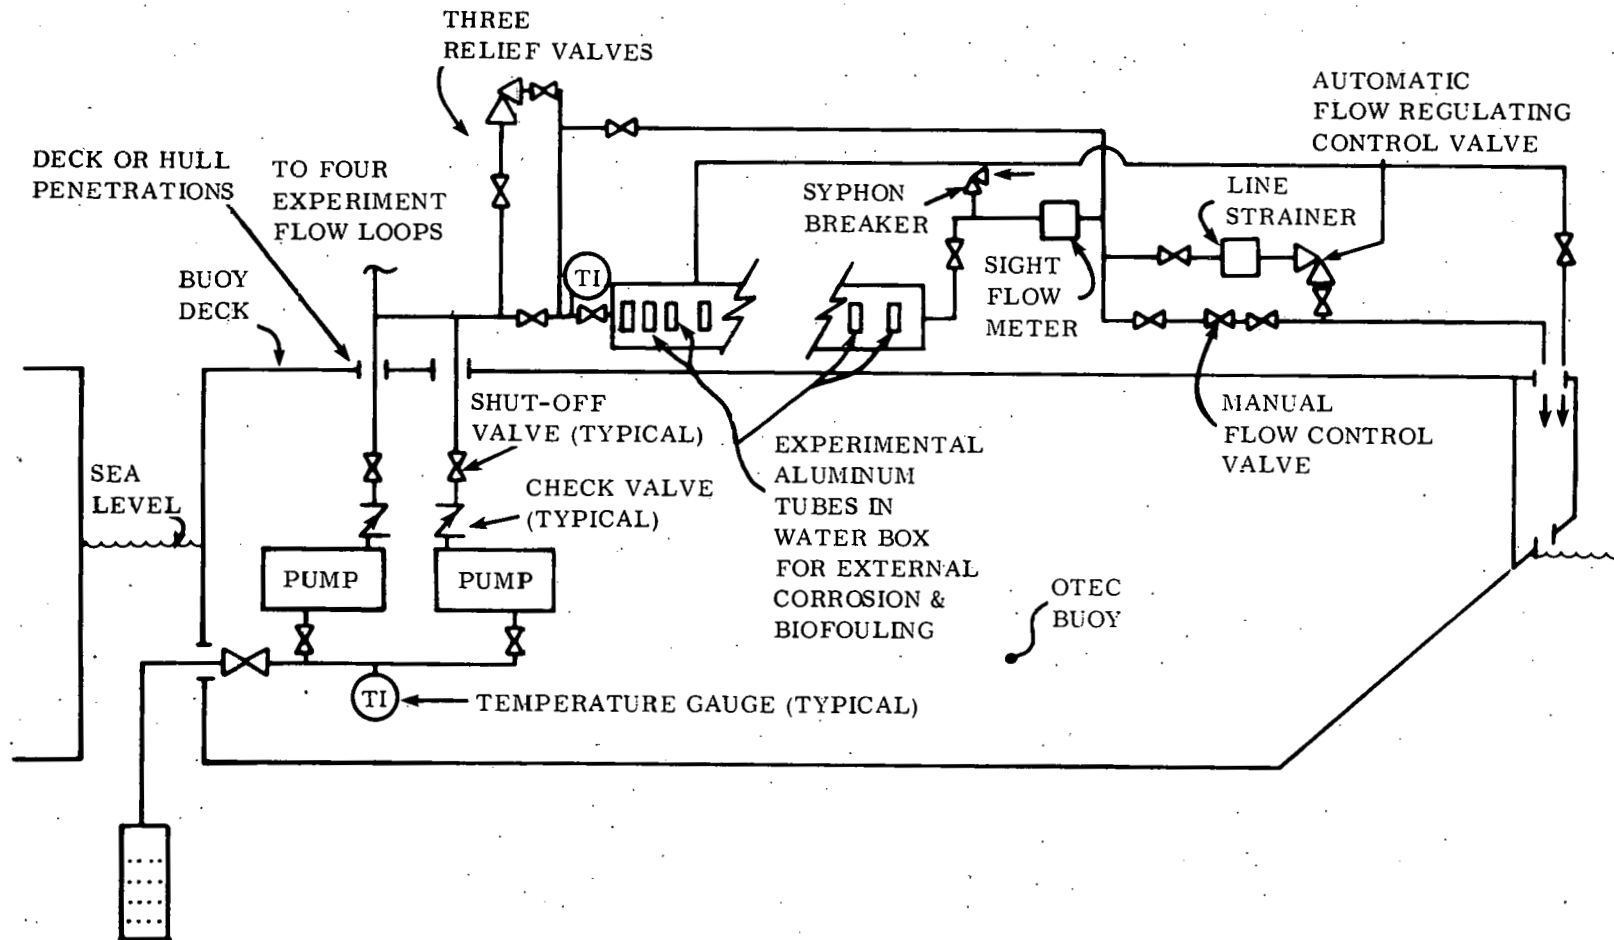 THREE
RELIEF VALVES
AUTOMATIC
FLOW REGULATING
CONTROL VALVE
DECK OR HULL
PENETRATIONS
TO FOUR
EXPERIMENT
FLOW LOOPS
SYPHON
BREAKER
LINE
STRAINER
BUOY
DECK
TI
SIGHT
FLOW
METER
SHUT-OFF
VALVE (TYPICAL)
MANUAL
FLOW CONTROL
VALVE
EXPERIMENTAL
ALUMINUM
TUBES IN
WATER BOX
FOR EXTERNAL
CORROSION &
BIOFOULING
SEA
LEVEL
CHECK VALVE
(TYPICAL)
PUMP
PUMP
OTEC
BUOY
TI
TEMPERATURE GAUGE (TYPICAL)